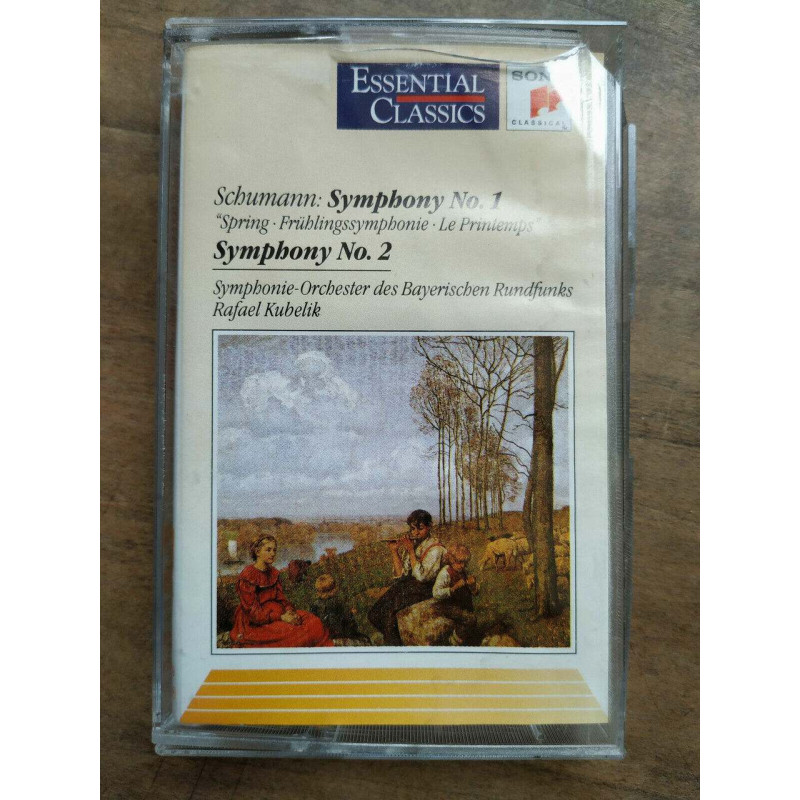 ESSENTIAL
CLASSICS
SONY
CLASSICAL
Schumann: Symphony No. 1
"Spring · Frühlingssymphonie · Le Printemps"
Symphony No. 2
Symphonie-Orchester des Bayerischen Rundfunks
Rafael Kubelik